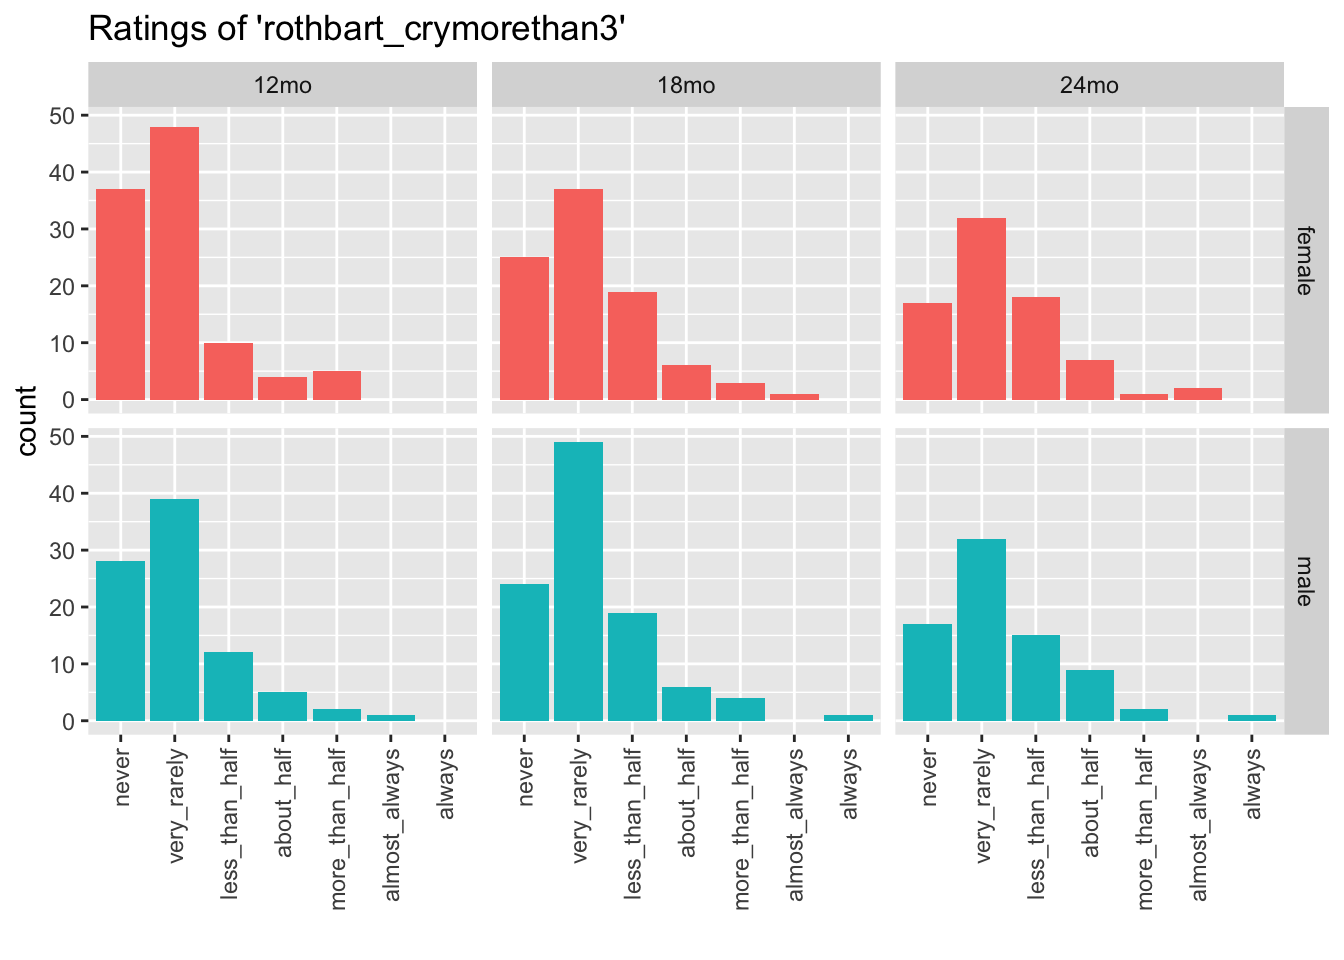 Ratings of 'rothbart_crymorethan3'
12mo 18mo 24mo
50
40
30
20
10
0
female
count
50
40
30
20
10
0
male
never very_rarely less_than_half about_half more_than_half almost_always always
never very_rarely less_than_half about_half more_than_half almost_always always
never very_rarely less_than_half about_half more_than_half almost_always always